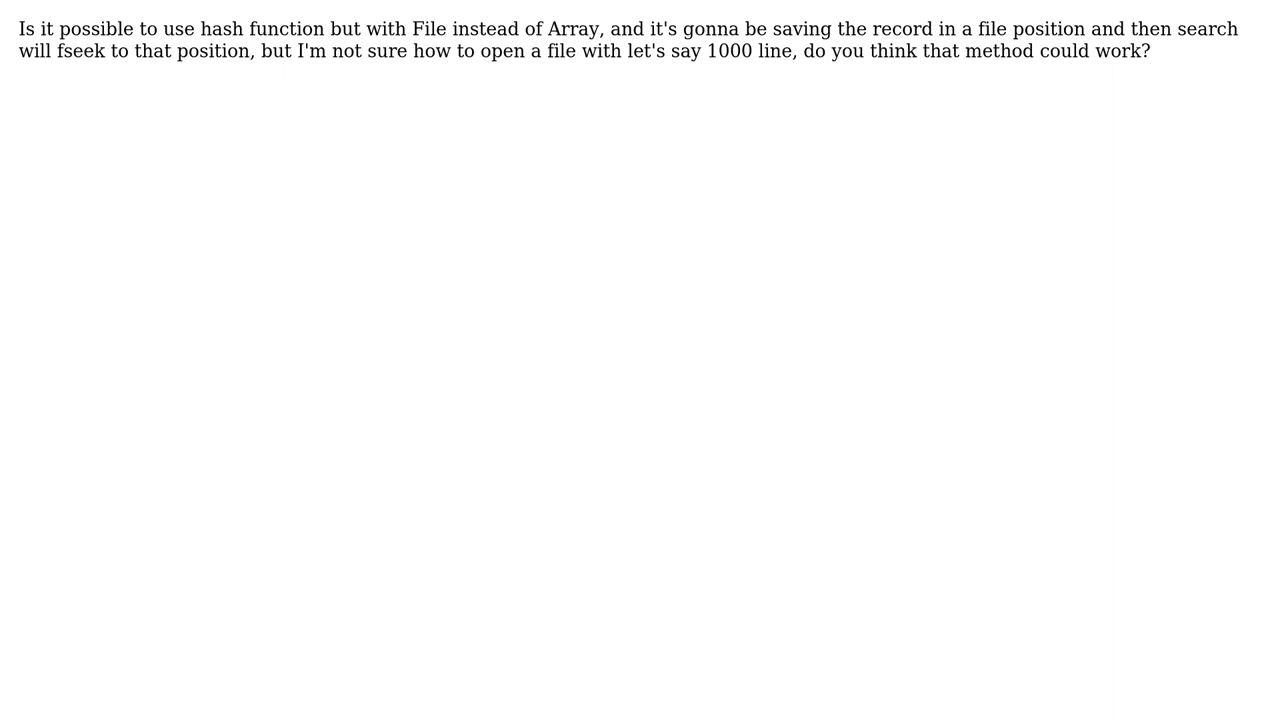 Is it possible to use hash function but with File instead of Array, and it's gonna be saving the record in a file position and then search
will fseek to that position, but I'm not sure how to open a file with let's say 1000 line, do you think that method could work?